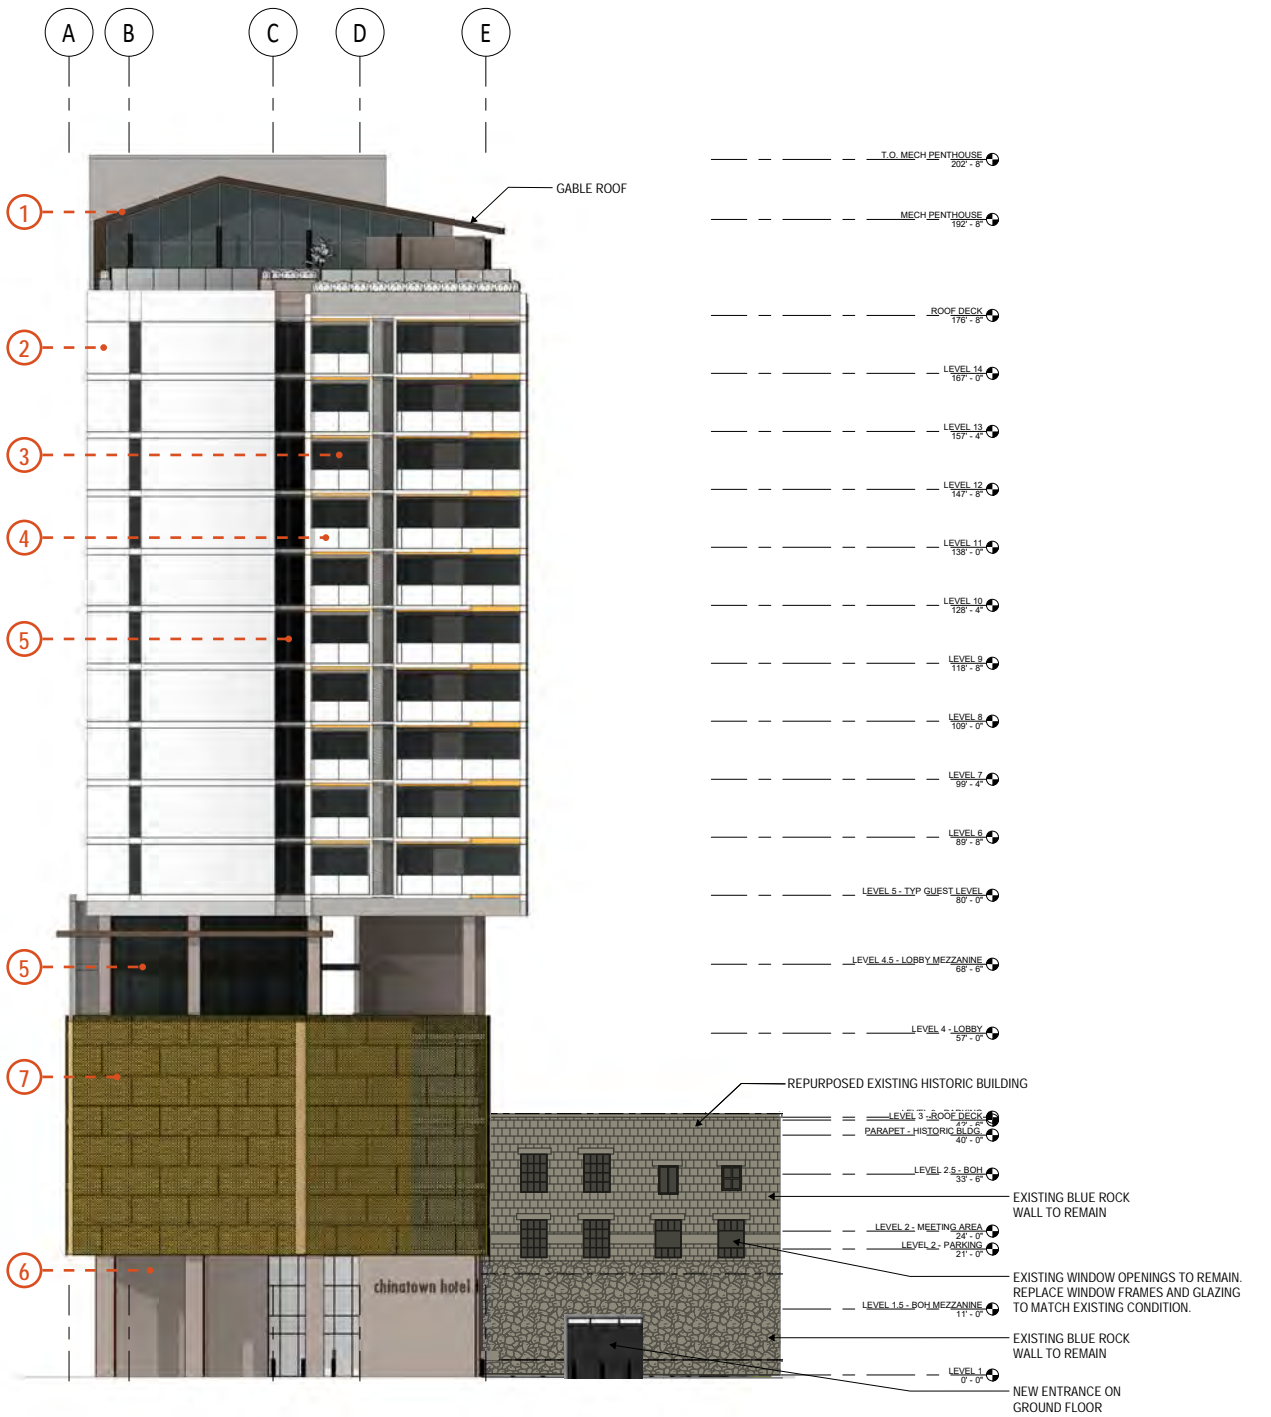 A B C D E
T.O. MECH PENTHOUSE
202' - 8"
GABLE ROOF
1
MECH PENTHOUSE
192' - 8"
ROOF DECK
176' - 8"
2
LEVEL 14
167' - 0"
LEVEL 13
157' - 4"
3
LEVEL 12
147' - 8"
4
LEVEL 11
138' - 0"
LEVEL 10
128' - 4"
5
LEVEL 9
118' - 8"
LEVEL 8
109' - 0"
LEVEL 7
99' - 4"
LEVEL 6
89' - 8"
LEVEL 5 - TYP GUEST LEVEL
80' - 0"
5
LEVEL 4.5 - LOBBY MEZZANINE
68' - 6"
LEVEL 4 - LOBBY
57' - 0"
7
REPURPOSED EXISTING HISTORIC BUILDING
LEVEL 3 - ROOF DECK
42' - 6"
PARAPET - HISTORIC BLDG.
40' - 0"
LEVEL 2.5 - BOH
33' - 6"
EXISTING BLUE ROCK
WALL TO REMAIN
LEVEL 2 - MEETING AREA
24' - 0"
LEVEL 2 - PARKING
21' - 0"
6
EXISTING WINDOW OPENINGS TO REMAIN.
REPLACE WINDOW FRAMES AND GLAZING
TO MATCH EXISTING CONDITION.
chinatown hotel
LEVEL 1.5 - BOH MEZZANINE
11' - 0"
EXISTING BLUE ROCK
WALL TO REMAIN
LEVEL 1
0' - 0"
NEW ENTRANCE ON
GROUND FLOOR